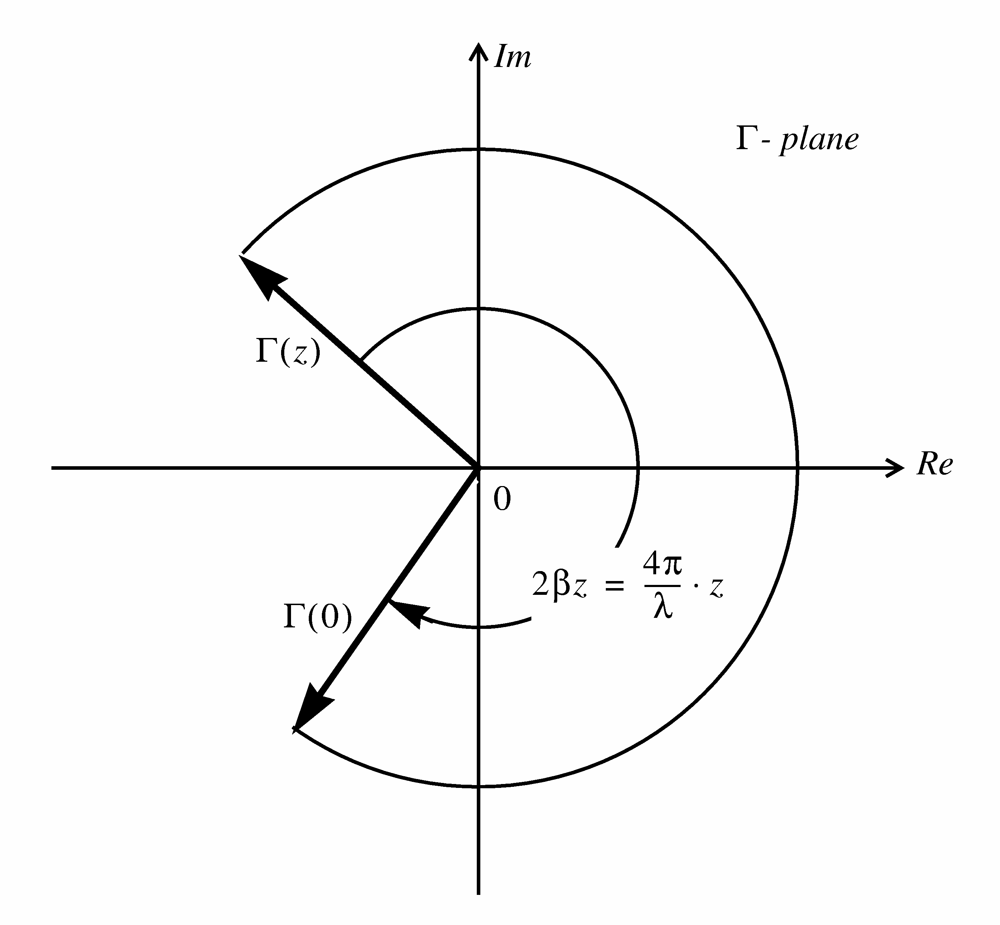 Im
Γ - plane
Γ(z)
Re
0
2βz = 4π/λ · z
Γ(0)